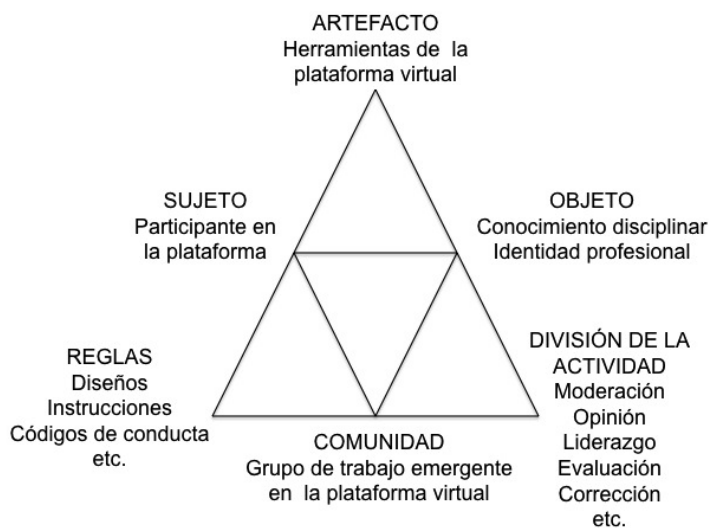 ARTEFACTO
Herramientas de la
plataforma virtual
SUJETO
Participante en
la plataforma
OBJETO
Conocimiento disciplinar
Identidad profesional
REGLAS
Diseños
Instrucciones
Códigos de conducta
etc.
COMUNIDAD
Grupo de trabajo emergente
en la plataforma virtual
DIVISIÓN DE LA
ACTIVIDAD
Moderación
Opinión
Liderazgo
Evaluación
Corrección
etc.